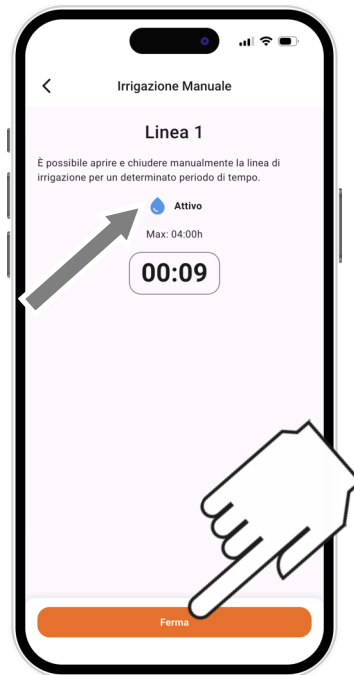 Irrigazione Manuale
Linea 1
È possibile aprire e chiudere manualmente la linea di
irrigazione per un determinato periodo di tempo.
Attivo
Max: 04:00h
00:09
Ferma